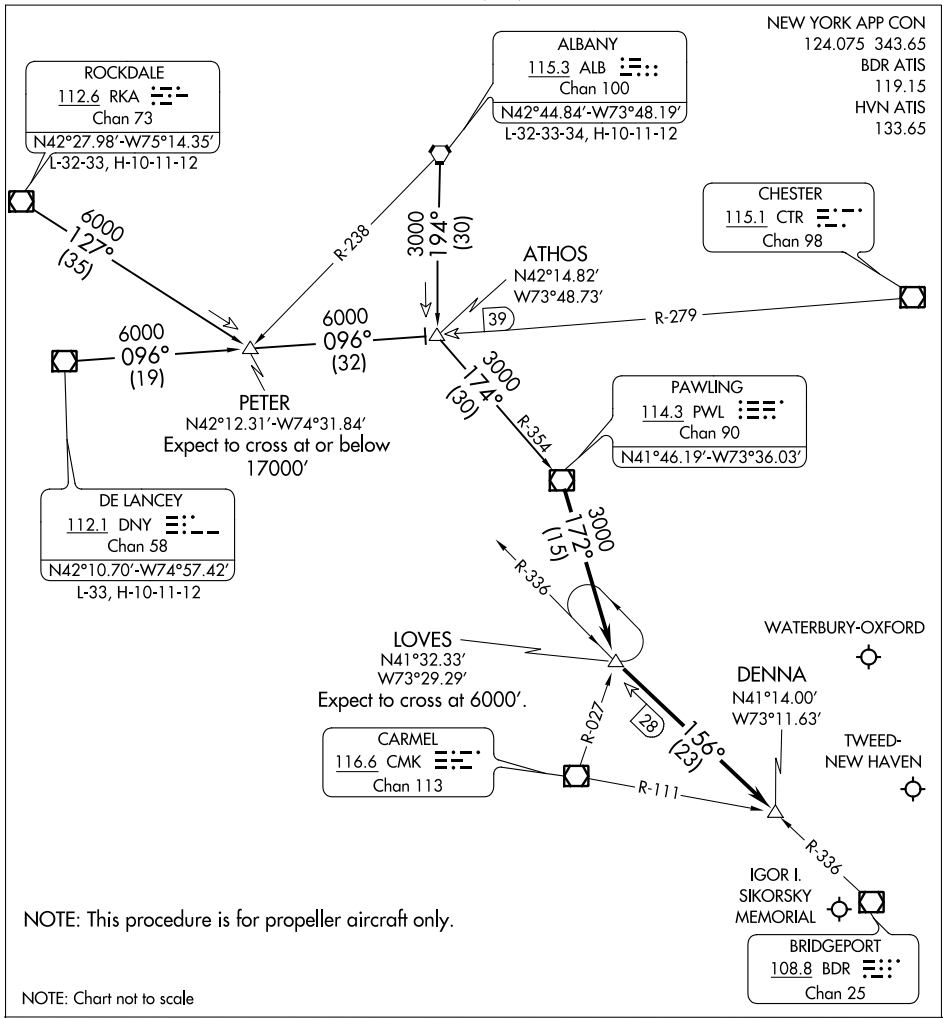 NEW YORK APP CON
124.075 343.65
BDR ATIS
119.15
HVN ATIS
133.65
ALBANY
115.3 ALB
Chan 100
N42°44.84'-W73°48.19'
L-32-33-34, H-10-11-12
ROCKDALE
112.6 RKA
Chan 73
N42°27.98'-W75°14.35'
L-32-33, H-10-11-12
CHESTER
115.1 CTR
Chan 98
6000
127°
(35)
R-238
3000
194°
(30)
ATHOS
N42°14.82'
W73°48.73'
39
R-279
6000
096°
(19)
6000
096°
(32)
PETER
N42°12.31'-W74°31.84'
Expect to cross at or below
17000'
3000
174°
(30)
R-354
PAWLING
114.3 PWL
Chan 90
N41°46.19'-W73°36.03'
DE LANCEY
112.1 DNY
Chan 58
N42°10.70'-W74°57.42'
L-33, H-10-11-12
3000
172°
(15)
R-336
LOVES
N41°32.33'
W73°29.29'
Expect to cross at 6000'.
WATERBURY-OXFORD
DENNA
N41°14.00'
W73°11.63'
28
156°
(23)
R-027
CARMEL
116.6 CMK
Chan 113
R-111
TWEED-
NEW HAVEN
R-336
IGOR I.
SIKORSKY
MEMORIAL
BRIDGEPORT
108.8 BDR
Chan 25
NOTE: This procedure is for propeller aircraft only.
NOTE: Chart not to scale